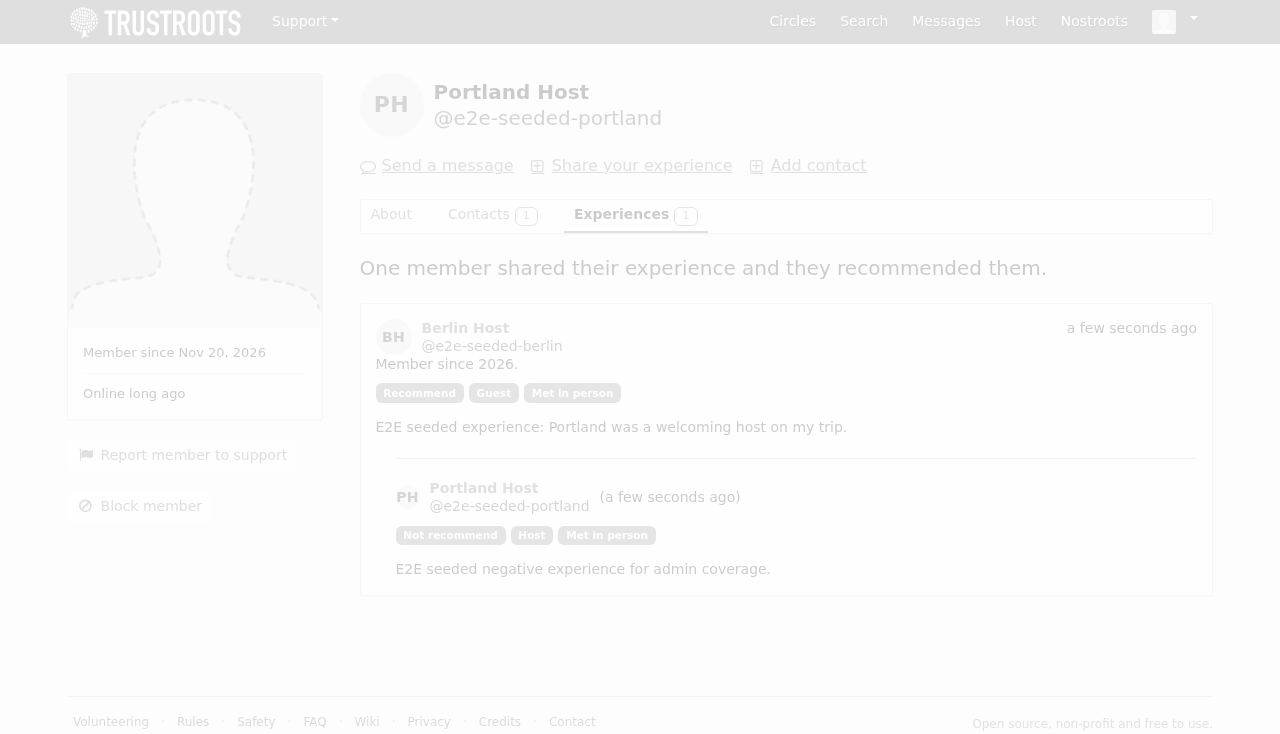 TRUSTROOTS Support Circles Search Messages Host Nostroots
PH Portland Host
@e2e-seeded-portland
Send a message Share your experience Add contact
About Contacts 1 Experiences 1
One member shared their experience and they recommended them.
BH Berlin Host a few seconds ago
@e2e-seeded-berlin
Member since 2026.
Recommend Guest Met in person
E2E seeded experience: Portland was a welcoming host on my trip.
PH Portland Host (a few seconds ago)
@e2e-seeded-portland
Not recommend Host Met in person
E2E seeded negative experience for admin coverage.
Member since Nov 20, 2026
Online long ago
Report member to support
Block member
Volunteering · Rules · Safety · FAQ · Wiki · Privacy · Credits · Contact Open source, non-profit and free to use.